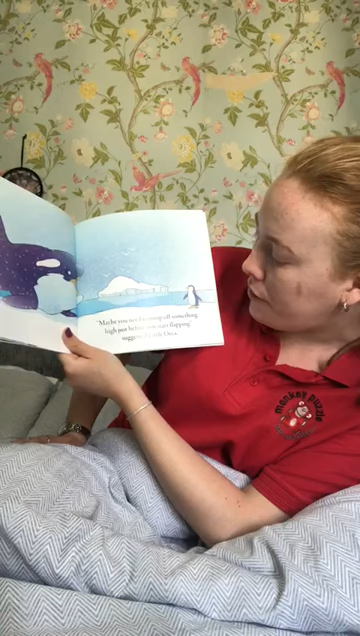 "Maybe you need to jump off something
high just before you start flapping,"
suggested Little Orca.
monkey puzzle